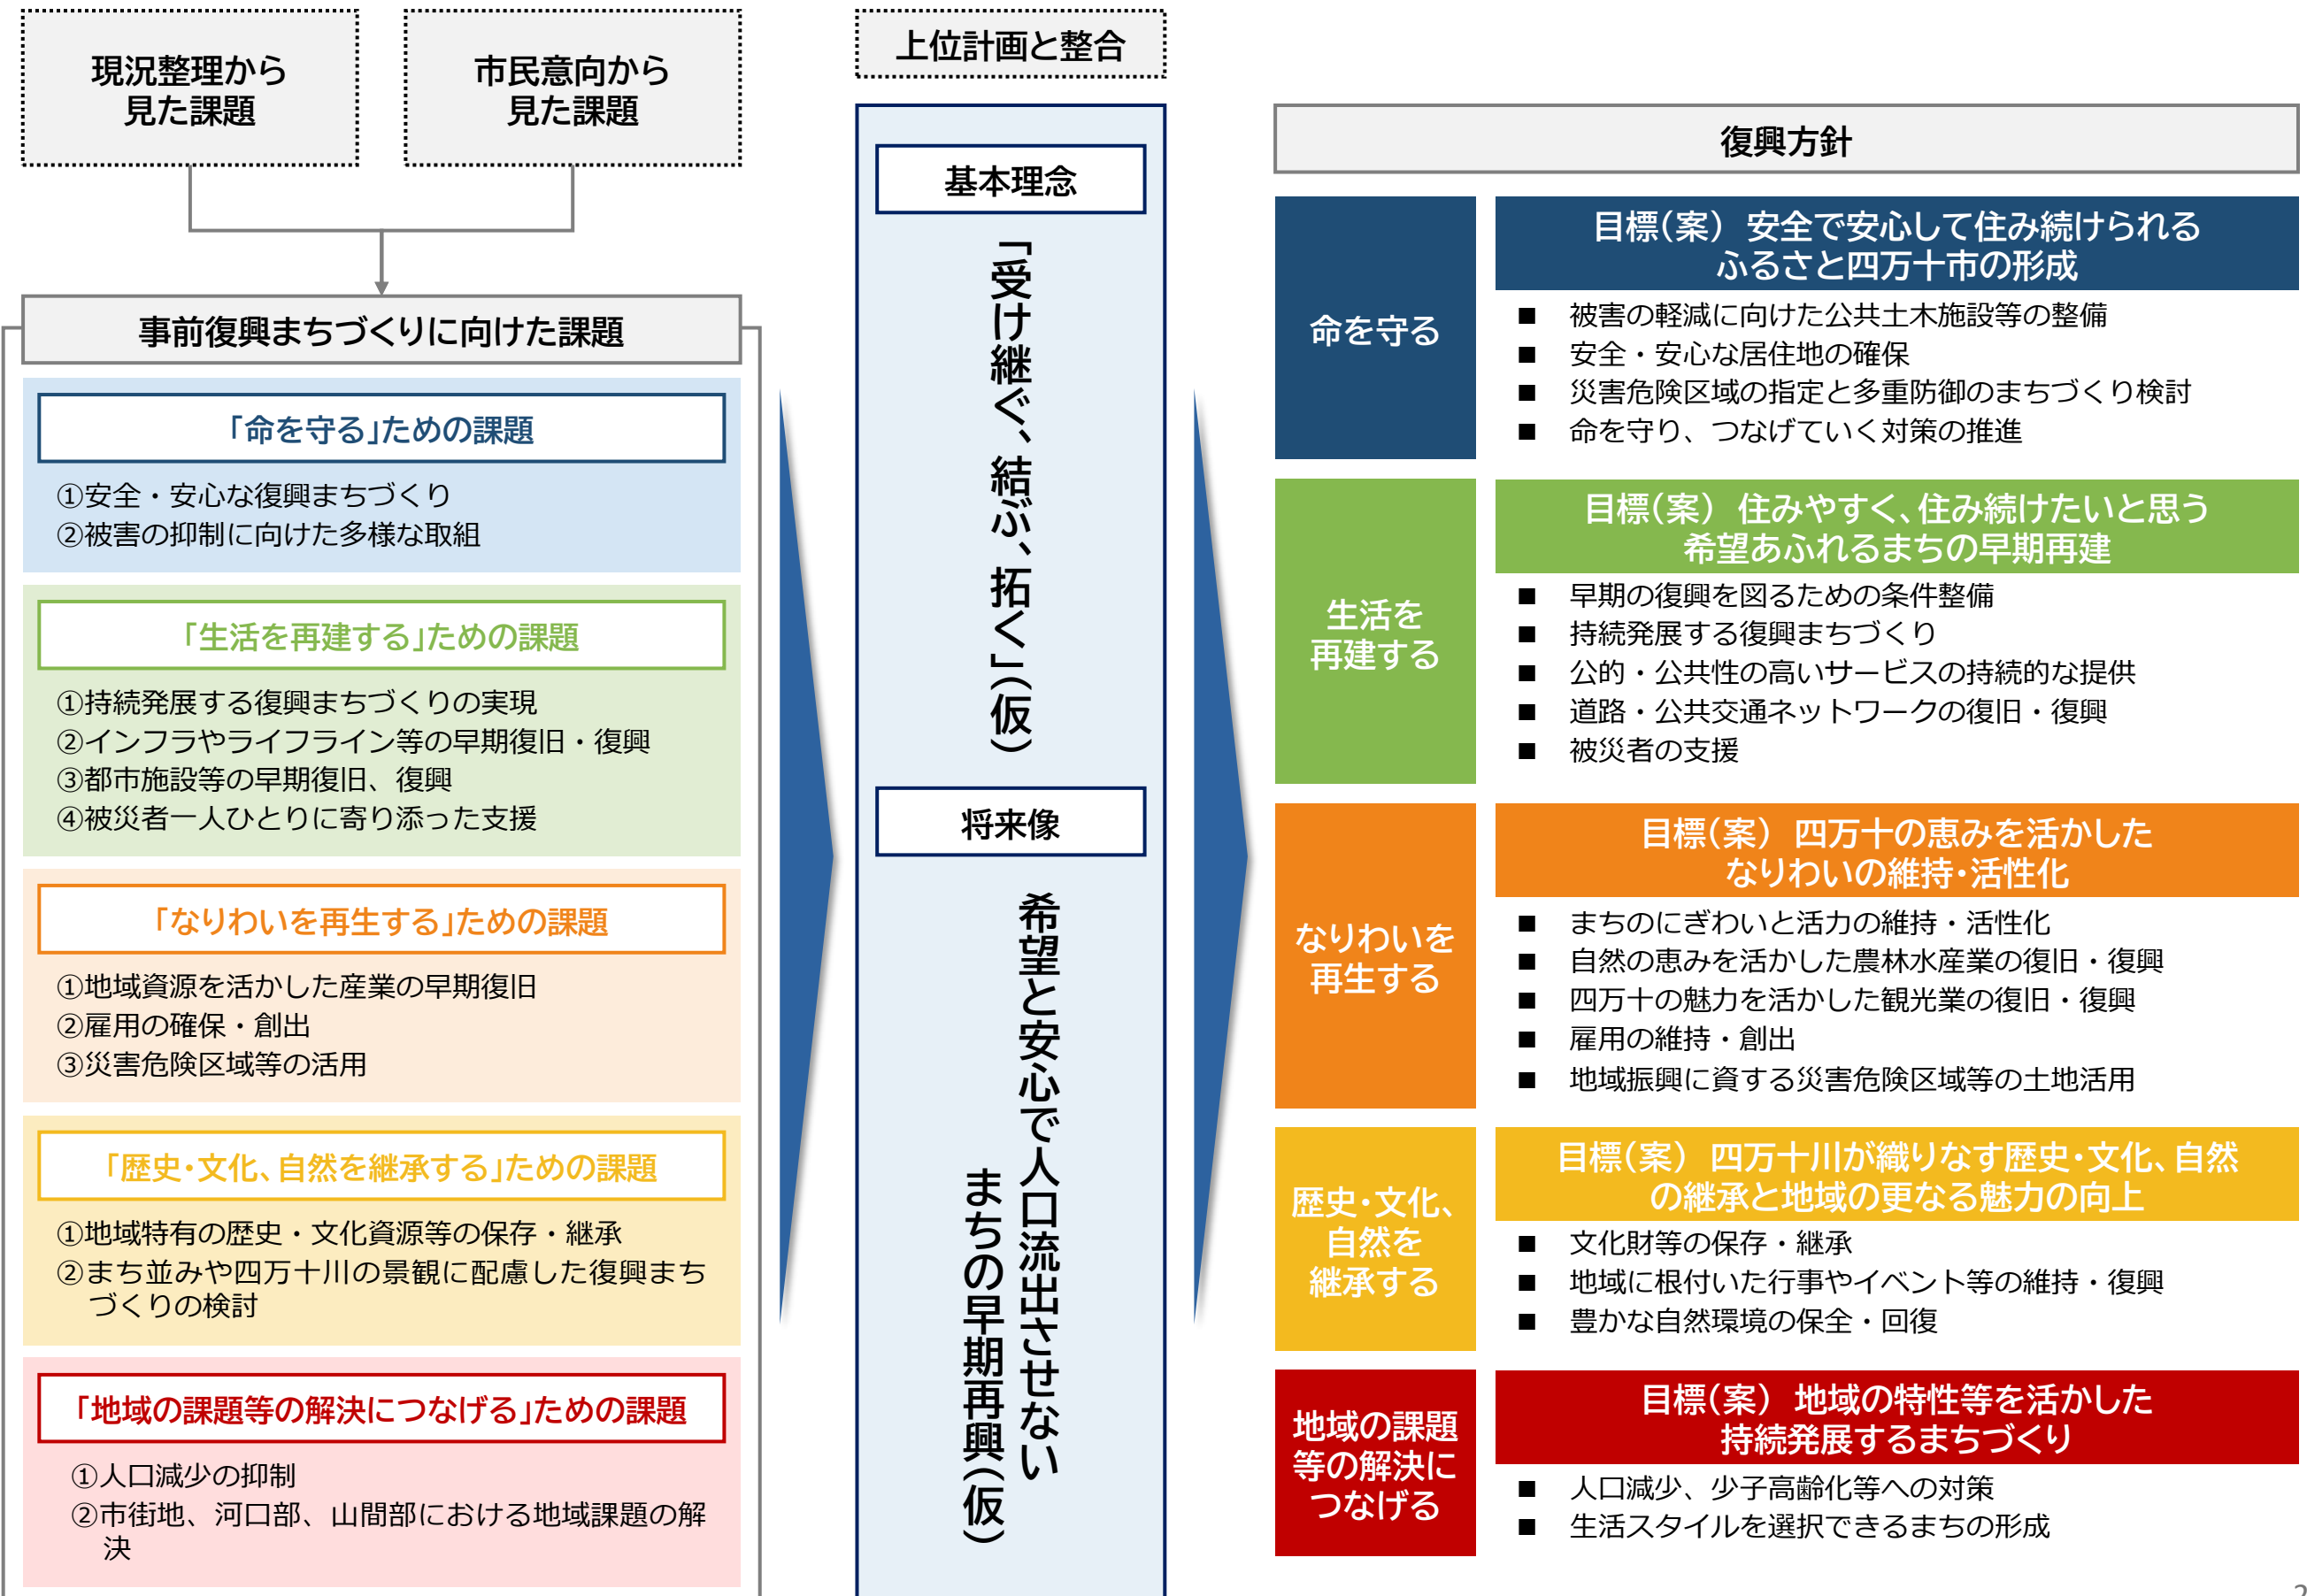 現況整理から
見た課題
市民意向から
見た課題
事前復興まちづくりに向けた課題
「命を守る」ための課題
①安全・安心な復興まちづくり
②被害の抑制に向けた多様な取組
「生活を再建する」ための課題
①持続発展する復興まちづくりの実現
②インフラやライフライン等の早期復旧・復興
③都市施設等の早期復旧、復興
④被災者一人ひとりに寄り添った支援
「なりわいを再生する」ための課題
①地域資源を活かした産業の早期復旧
②雇用の確保・創出
③災害危険区域等の活用
「歴史・文化、自然を継承する」ための課題
①地域特有の歴史・文化資源等の保存・継承
②まち並みや四万十川の景観に配慮した復興まち
づくりの検討
「地域の課題等の解決につなげる」ための課題
①人口減少の抑制
②市街地、河口部、山間部における地域課題の解
決
上位計画と整合
基本理念
「受け継ぐ、結ぶ、拓く」（仮）
将来像
希望と安心で人口流出させない
まちの早期再興（仮）
復興方針
命を守る
目標（案） 安全で安心して住み続けられる
ふるさと四万十市の形成
■ 被害の軽減に向けた公共土木施設等の整備
■ 安全・安心な居住地の確保
■ 災害危険区域の指定と多重防御のまちづくり検討
■ 命を守り、つなげていく対策の推進
生活を
再建する
目標（案） 住みやすく、住み続けたいと思う
希望あふれるまちの早期再建
■ 早期の復興を図るための条件整備
■ 持続発展する復興まちづくり
■ 公的・公共性の高いサービスの持続的な提供
■ 道路・公共交通ネットワークの復旧・復興
■ 被災者の支援
なりわいを
再生する
目標（案） 四万十の恵みを活かした
なりわいの維持・活性化
■ まちのにぎわいと活力の維持・活性化
■ 自然の恵みを活かした農林水産業の復旧・復興
■ 四万十の魅力を活かした観光業の復旧・復興
■ 雇用の維持・創出
■ 地域振興に資する災害危険区域等の土地活用
歴史・文化、
自然を
継承する
目標（案） 四万十川が織りなす歴史・文化、自然
の継承と地域の更なる魅力の向上
■ 文化財等の保存・継承
■ 地域に根付いた行事やイベント等の維持・復興
■ 豊かな自然環境の保全・回復
地域の課題
等の解決に
つなげる
目標（案） 地域の特性等を活かした
持続発展するまちづくり
■ 人口減少、少子高齢化等への対策
■ 生活スタイルを選択できるまちの形成